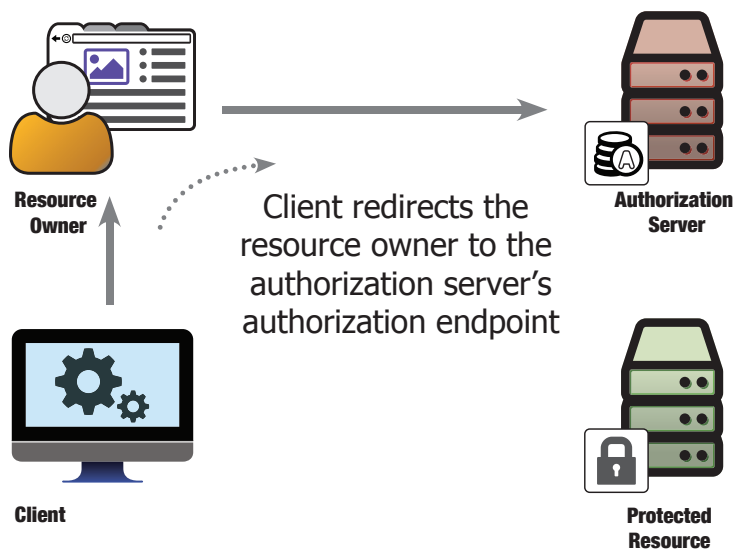 Resource
Owner
Authorization
Server
Client redirects the
resource owner to the
authorization server’s
authorization endpoint
A
Client
Protected
Resource